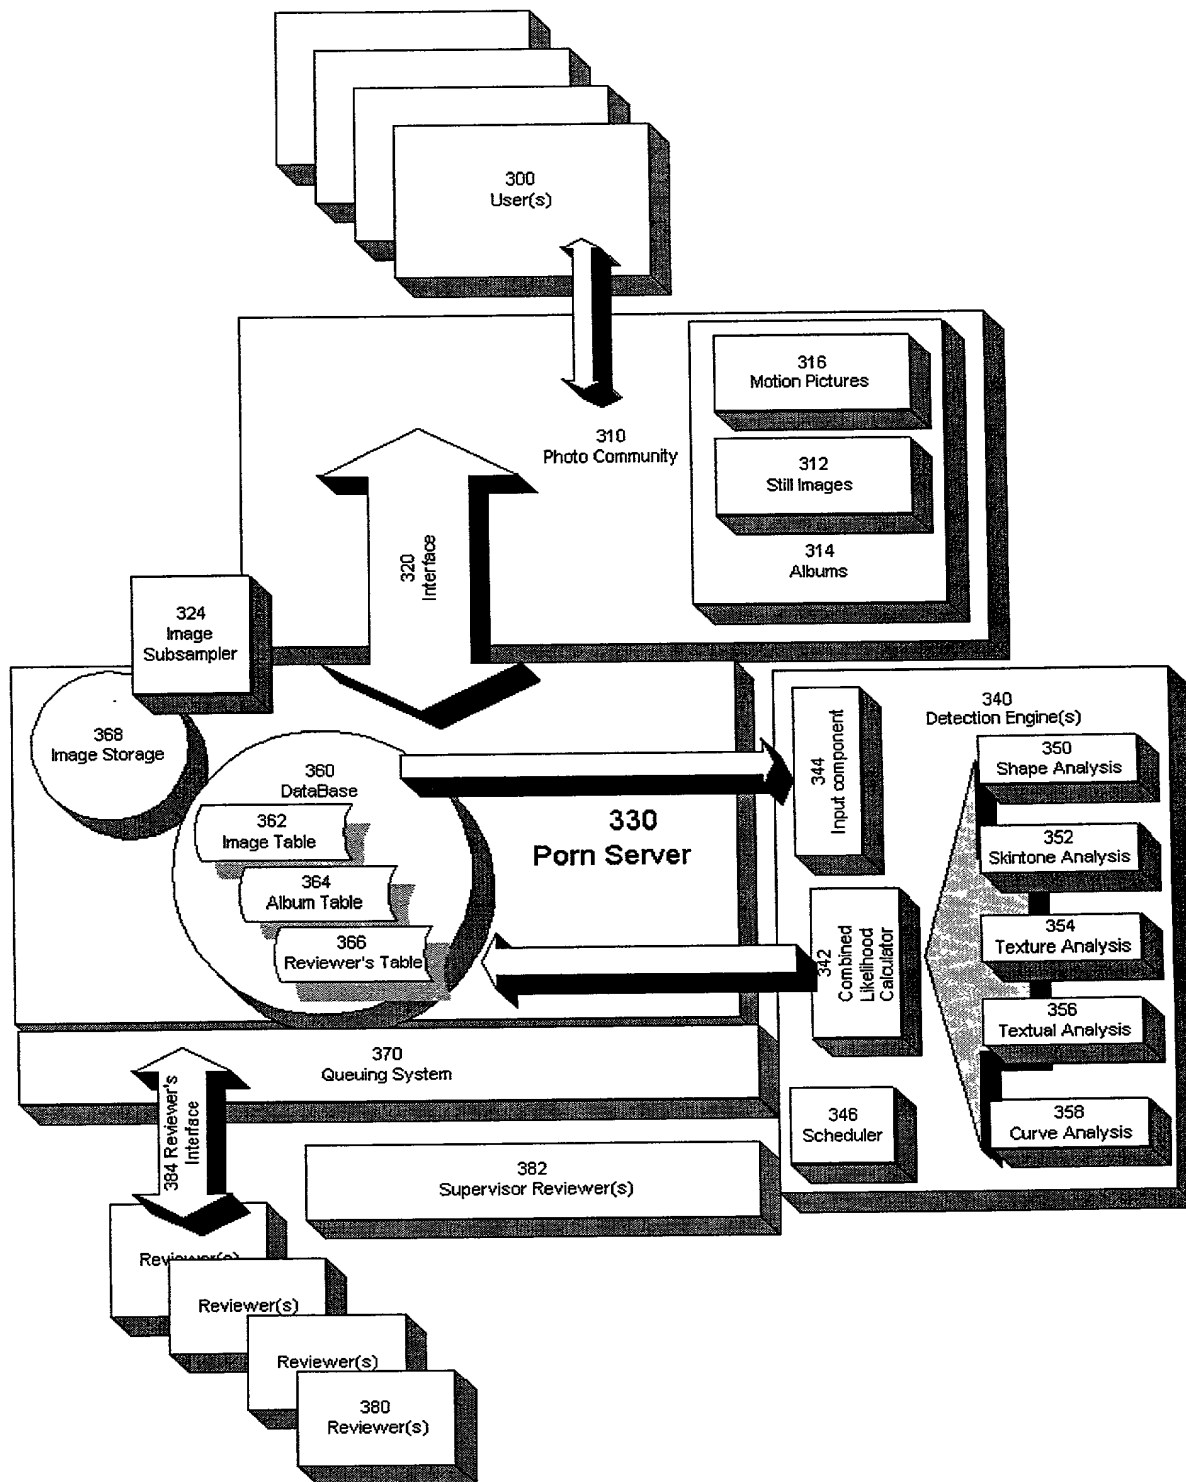 300
User(s)
316
Motion Pictures
310
Photo Community
312
Still Images
314
Albums
320
Interface
324
Image
Subsampler
368
Image Storage
360
DataBase
362
Image Table
364
Album Table
366
Reviewer's Table
330
Porn Server
340
Detection Engine(s)
344
Input component
350
Shape Analysis
352
Skintone Analysis
342
Combined
Likelihood
Calculator
354
Texture Analysis
356
Textual Analysis
346
Scheduler
358
Curve Analysis
370
Queuing System
384 Reviewer's
Interface
382
Supervisor Reviewer(s)
Reviewer(s)
Reviewer(s)
Reviewer(s)
380
Reviewer(s)